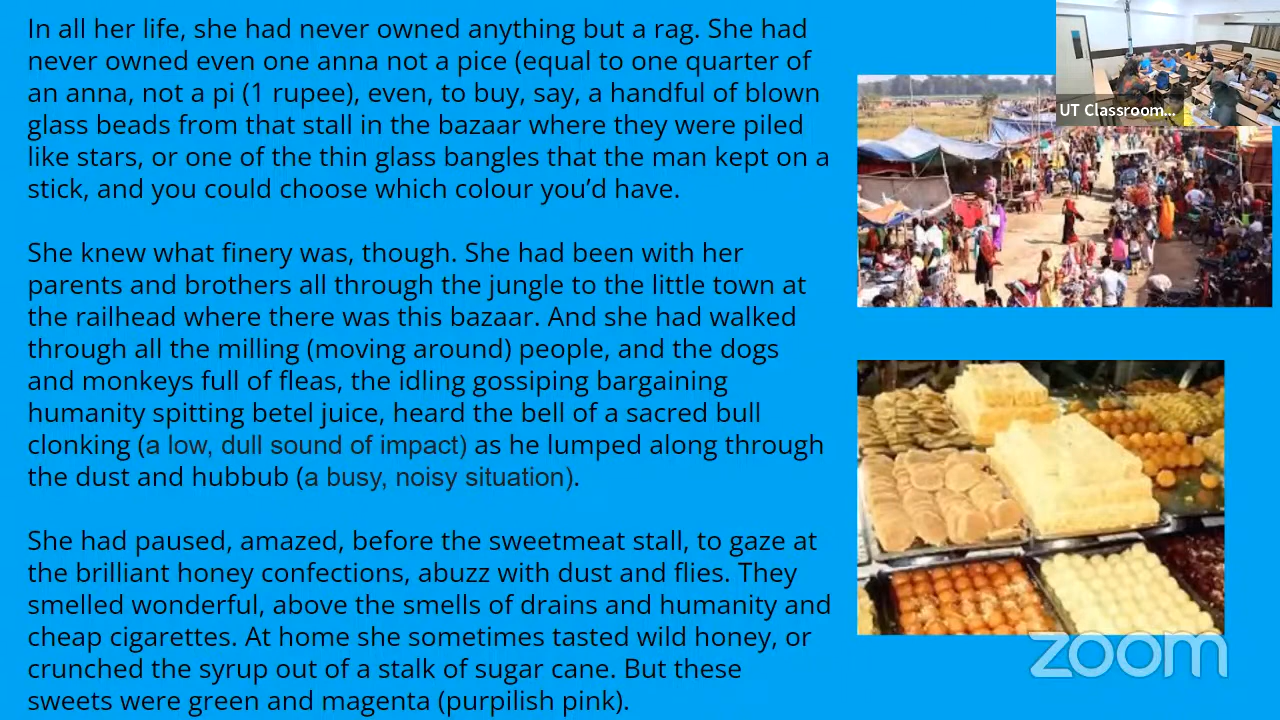 In all her life, she had never owned anything but a rag. She had
never owned even one anna not a pice (equal to one quarter of
an anna, not a pi (1 rupee), even, to buy, say, a handful of blown
glass beads from that stall in the bazaar where they were piled
like stars, or one of the thin glass bangles that the man kept on a
stick, and you could choose which colour you’d have.
She knew what finery was, though. She had been with her
parents and brothers all through the jungle to the little town at
the railhead where there was this bazaar. And she had walked
through all the milling (moving around) people, and the dogs
and monkeys full of fleas, the idling gossiping bargaining
humanity spitting betel juice, heard the bell of a sacred bull
clonking (a low, dull sound of impact) as he lumped along through
the dust and hubbub (a busy, noisy situation).
She had paused, amazed, before the sweetmeat stall, to gaze at
the brilliant honey confections, abuzz with dust and flies. They
smelled wonderful, above the smells of drains and humanity and
cheap cigarettes. At home she sometimes tasted wild honey, or
crunched the syrup out of a stalk of sugar cane. But these
sweets were green and magenta (purpilish pink).
UT Classroom...
zoom